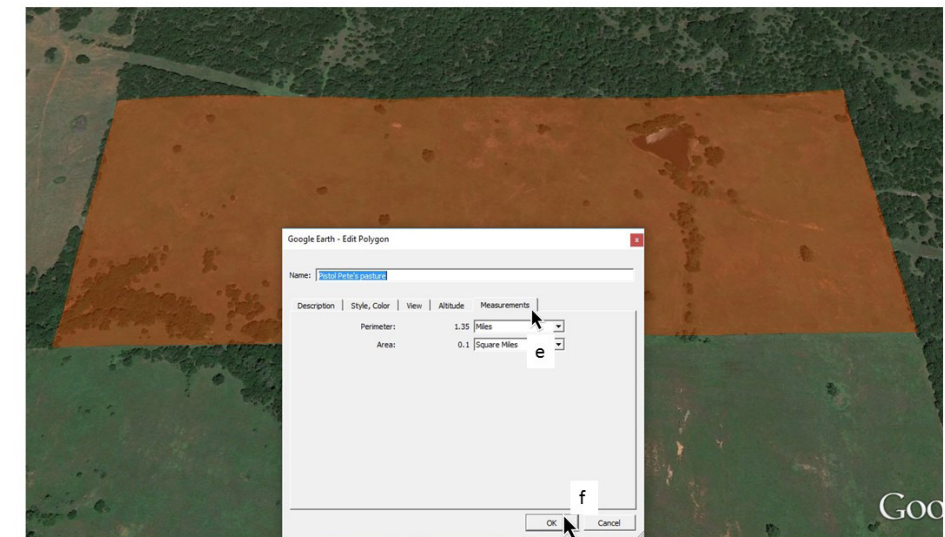 Google Earth - Edit Polygon
x
Name: Pistol Pete's pasture
Description Style, Color View Altitude Measurements
Perimeter: 1.35 Miles
Area: 0.1 Square Miles
e
f
OK Cancel
Goo